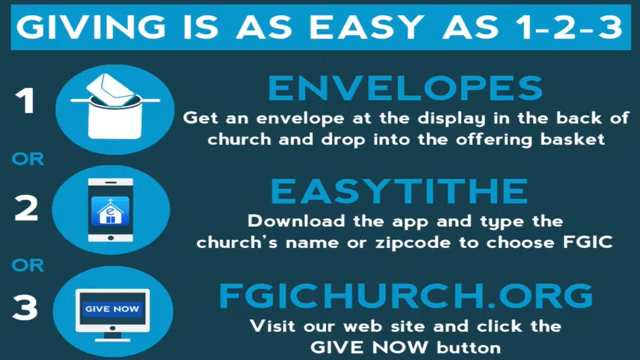 GIVING IS AS EASY AS 1-2-3
1
ENVELOPES
Get an envelope at the display in the back of
church and drop into the offering basket
OR
2
EASYTITHE
Download the app and type the
church's name or zipcode to choose FGIC
OR
3
GIVE NOW
FGICHURCH.ORG
Visit our web site and click the
GIVE NOW button